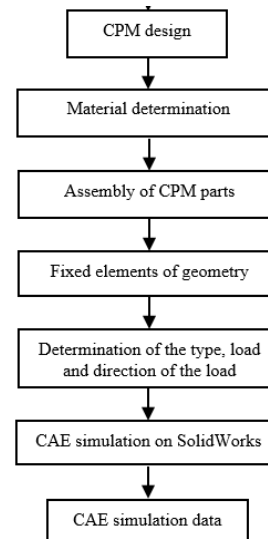 CPM design
Material determination
Assembly of CPM parts
Fixed elements of geometry
Determination of the type, load
and direction of the load
CAE simulation on SolidWorks
CAE simulation data